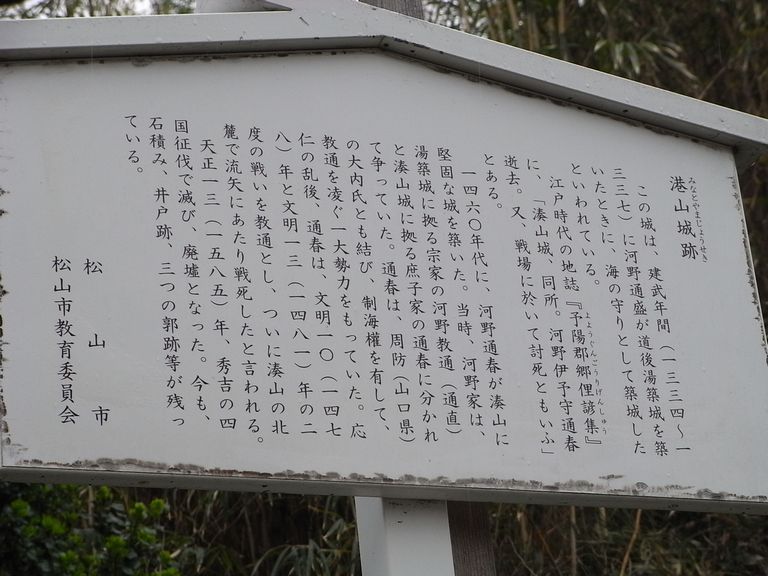 港山城跡
みなとやまじょうせき
この城は、建武年間(一三三四～一
三三七)に河野通盛が道後湯築城を築
いたときに、海の守りとして築城した
といわれている。
江戸時代の地誌『予陽郡郷俚諺集』
よようぐんごうりげんしゅう
に、「湊山城、同所。河野伊予守通春
逝去。又、戦場に於いて討死ともいふ」
とある。
一四六〇年代に、河野通春が湊山に
堅固な城を築いた。当時、河野家は、
湯築城に拠る宗家の河野教通(通直)
と湊山城に拠る庶子家の通春に分かれ
て争っていた。通春は、周防(山口県)
の大内氏とも結び、制海権を有して、
教通を凌ぐ一大勢力をもっていた。応
仁の乱後、通春は、文明一〇(一四七
八)年と文明一三(一四八一)年の二
度の戦いを教通とし、ついに湊山の北
麓で流矢にあたり戦死したと言われる。
天正一三(一五八五)年、秀吉の四
国征伐で滅び、廃墟となった。今も、
石積み、井戸跡、三つの郭跡等が残っ
ている。
松山市
松山市教育委員会